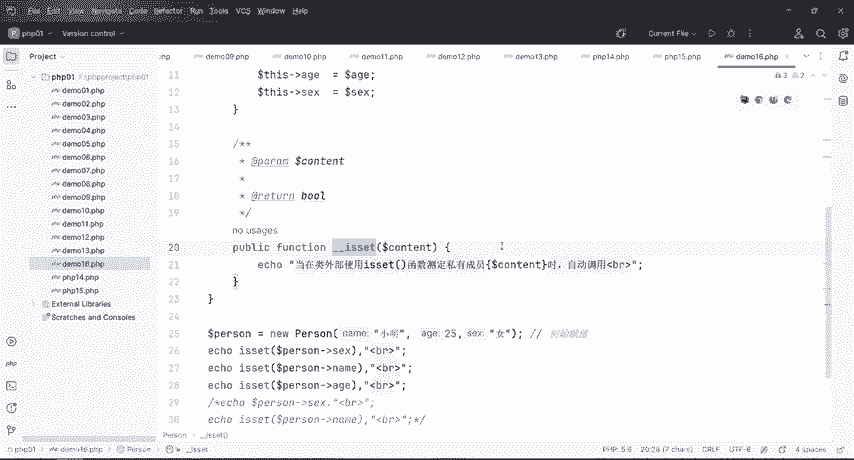 File Edit View Navigate Code Refactor Run Tools VCS Window Help
php01 Version control Current File
Project
hp demo09.php demo10.php demo11.php demo12.php demo13.php php14.php php15.php demo16.php
php01 F:\phpproject\php01
demo01.php
demo02.php
demo03.php
demo04.php
demo05.php
demo06.php
demo07.php
demo08.php
demo09.php
demo10.php
demo11.php
demo12.php
demo13.php
demo16.php
php14.php
php15.php
External Libraries
Scratches and Consoles
3 2
11 $this->age = $age;
12 $this->sex = $sex;
13 }
14
15 /**
16 * @param $content
17 *
18 * @return bool
19 */
no usages
20 public function __isset($content) {
21 echo "当在类外部使用isset()函数测定私有成员{$content}时，自动调用<br>";
22 }
23 }
24
25 $person = new Person( name: "小明", age: 25, sex: "女"); // 初始赋值
26 echo isset($person->sex),"<br>";
27 echo isset($person->name),"<br>";
28 echo isset($person->age),"<br>";
29 /*echo $person->sex."<br>";
30 echo isset($person->name),"<br>";*/
Person __isset()
php01 demo16.php Person __isset PHP: 5.6 20:28 (7 chars) CRLF UTF-8 4 spaces